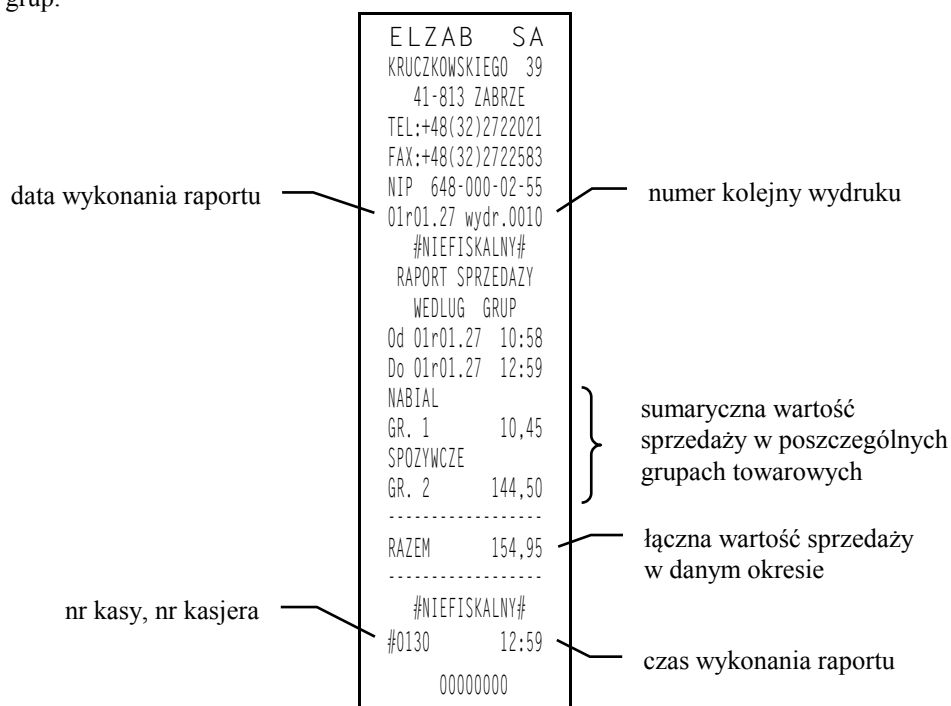 grup.
ELZAB SA
KRUCZKOWSKIEGO 39
41-813 ZABRZE
TEL:+48(32)2722021
FAX:+48(32)2722583
NIP 648-000-02-55
data wykonania raportu
01r01.27 wydr.0010
numer kolejny wydruku
#NIEFISKALNY#
RAPORT SPRZEDAZY
WEDLUG GRUP
Od 01r01.27 10:58
Do 01r01.27 12:59
NABIAL
GR. 1 10,45
SPOZYWCZE
GR. 2 144,50
sumaryczna wartość
sprzedaży w poszczególnych
grupach towarowych
------------------
RAZEM 154,95
------------------
łączna wartość sprzedaży
w danym okresie
#NIEFISKALNY#
nr kasy, nr kasjera
#0130 12:59
czas wykonania raportu
00000000